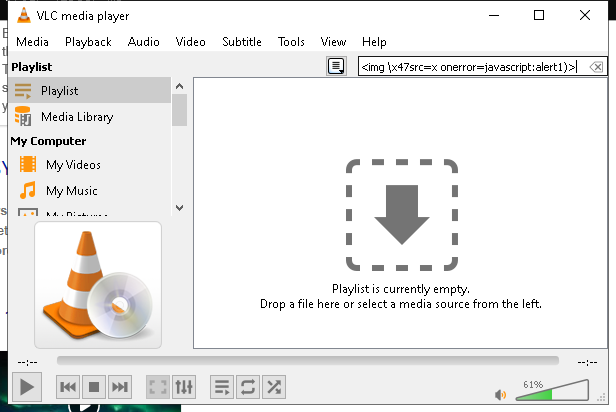 VLC media player
Media Playback Audio Video Subtitle Tools View Help
Playlist
<img \x47src=x onerror=javascript:alert1)>
Playlist
Media Library
My Computer
My Videos
My Music
My Pictures
Playlist is currently empty.
Drop a file here or select a media source from the left.
--:-- --:--
61%